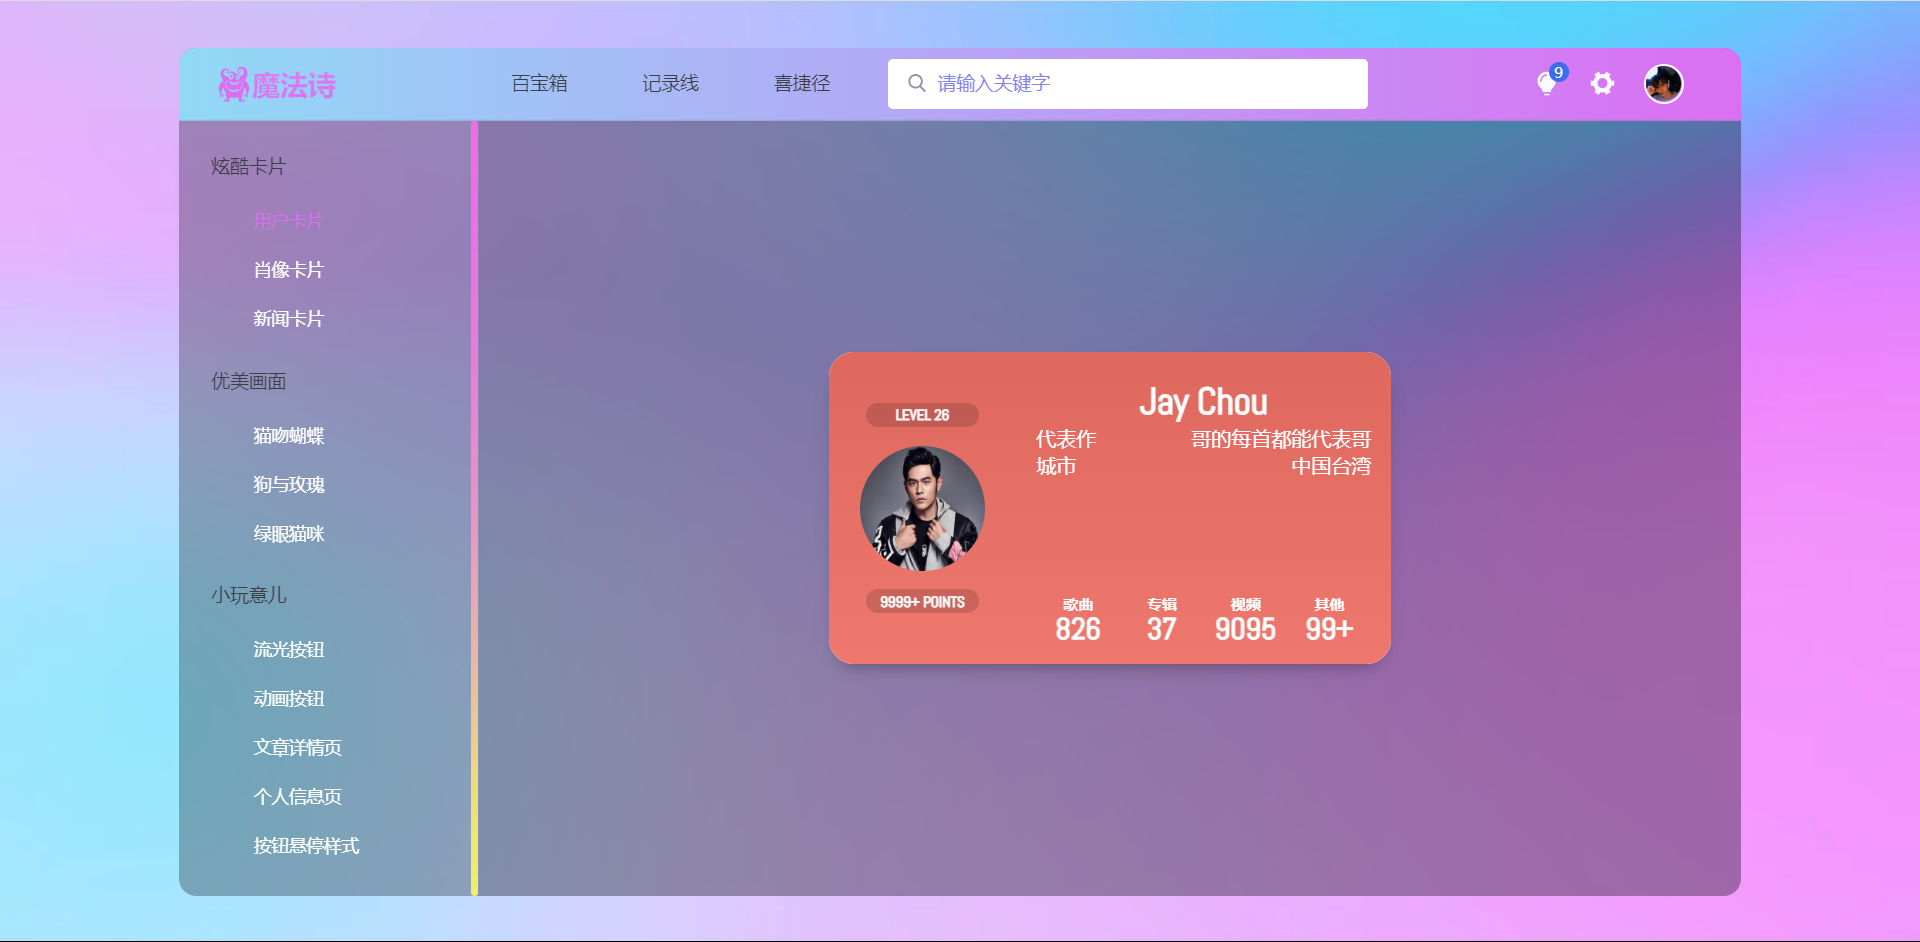 魔法诗
百宝箱
记录线
喜捷径
请输入关键字
9
炫酷卡片
用户卡片
肖像卡片
新闻卡片
优美画面
猫吻蝴蝶
狗与玫瑰
绿眼猫咪
小玩意儿
流光按钮
动画按钮
文章详情页
个人信息页
按钮悬停样式
LEVEL 26
9999+ POINTS
Jay Chou
代表作 哥的每首都能代表哥
城市 中国台湾
歌曲 专辑 视频 其他
826 37 9095 99+